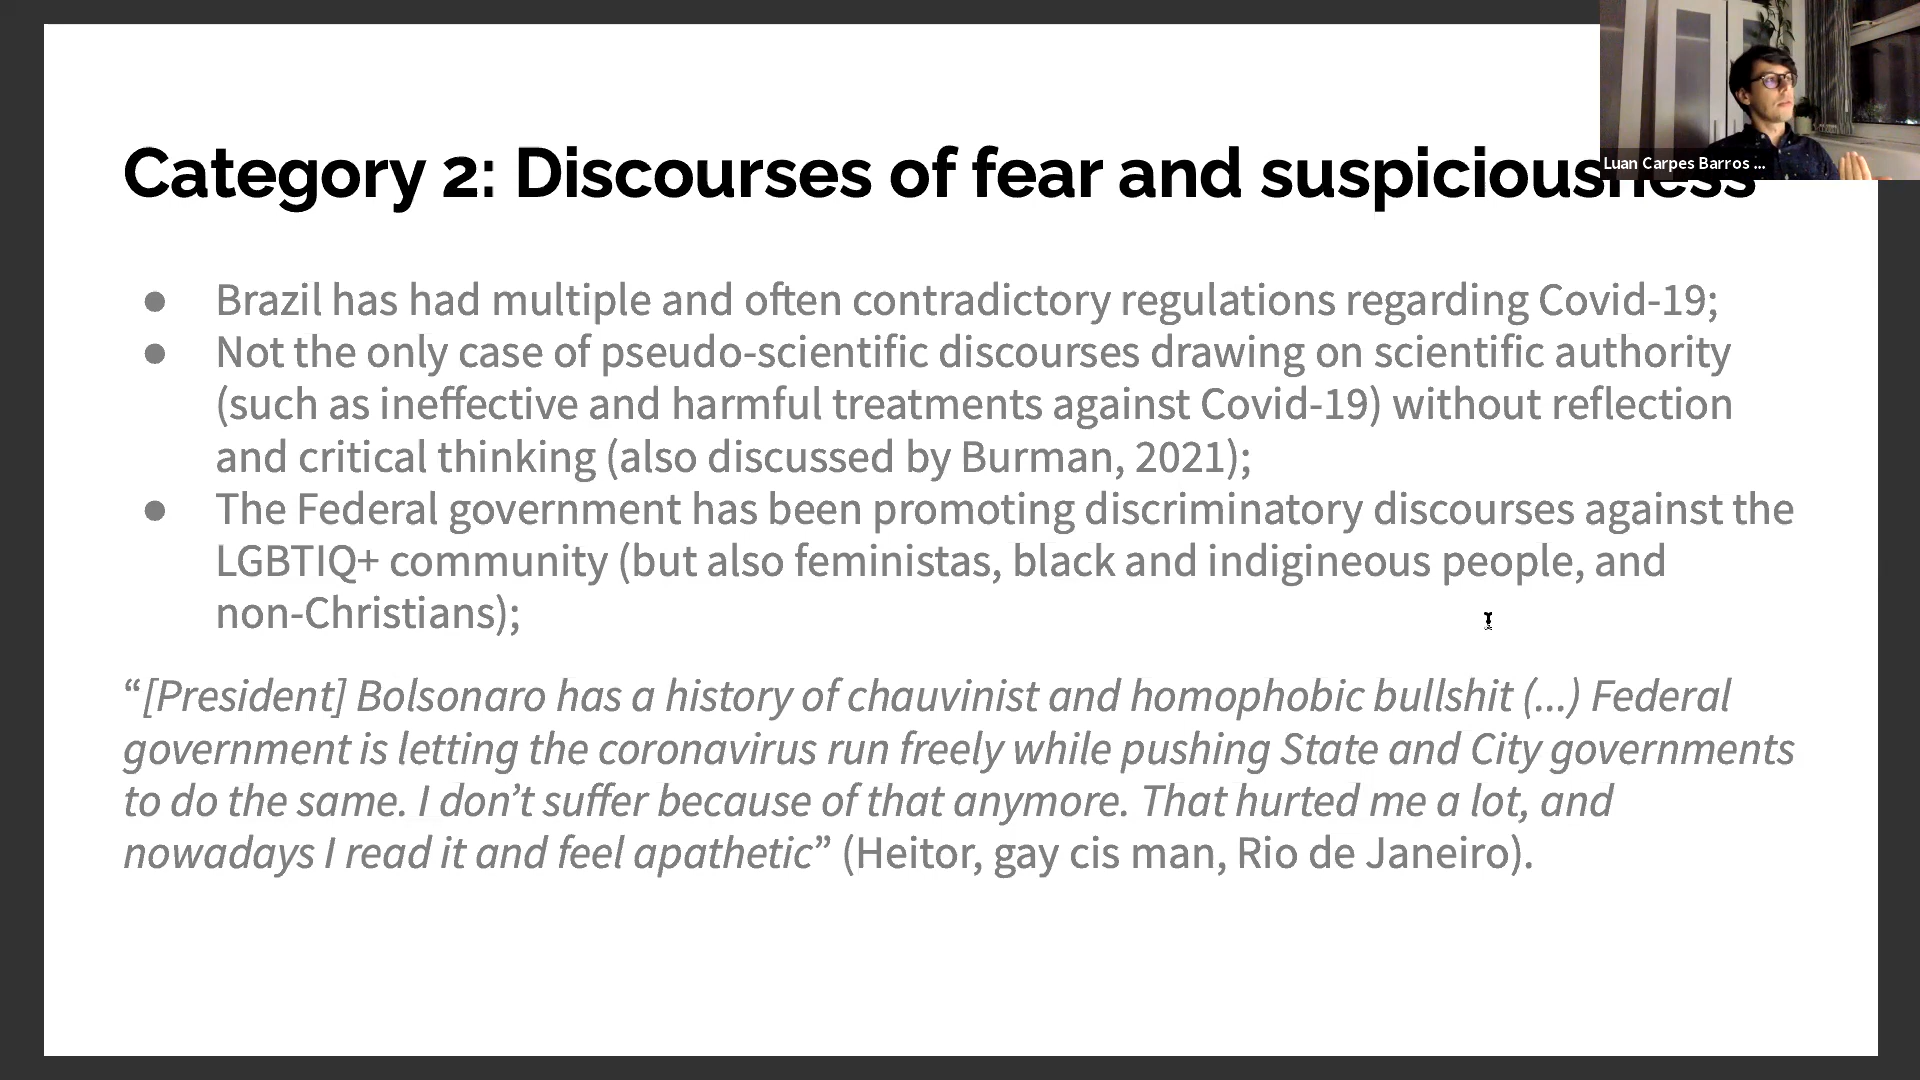 Category 2: Discourses of fear and suspiciousness
Luan Carpes Barros ...
● Brazil has had multiple and often contradictory regulations regarding Covid-19;
● Not the only case of pseudo-scientific discourses drawing on scientific authority
(such as ineffective and harmful treatments against Covid-19) without reflection
and critical thinking (also discussed by Burman, 2021);
● The Federal government has been promoting discriminatory discourses against the
LGBTIQ+ community (but also feministas, black and indigineous people, and
non-Christians);
“[President] Bolsonaro has a history of chauvinist and homophobic bullshit (...) Federal
government is letting the coronavirus run freely while pushing State and City governments
to do the same. I don’t suffer because of that anymore. That hurted me a lot, and
nowadays I read it and feel apathetic” (Heitor, gay cis man, Rio de Janeiro).